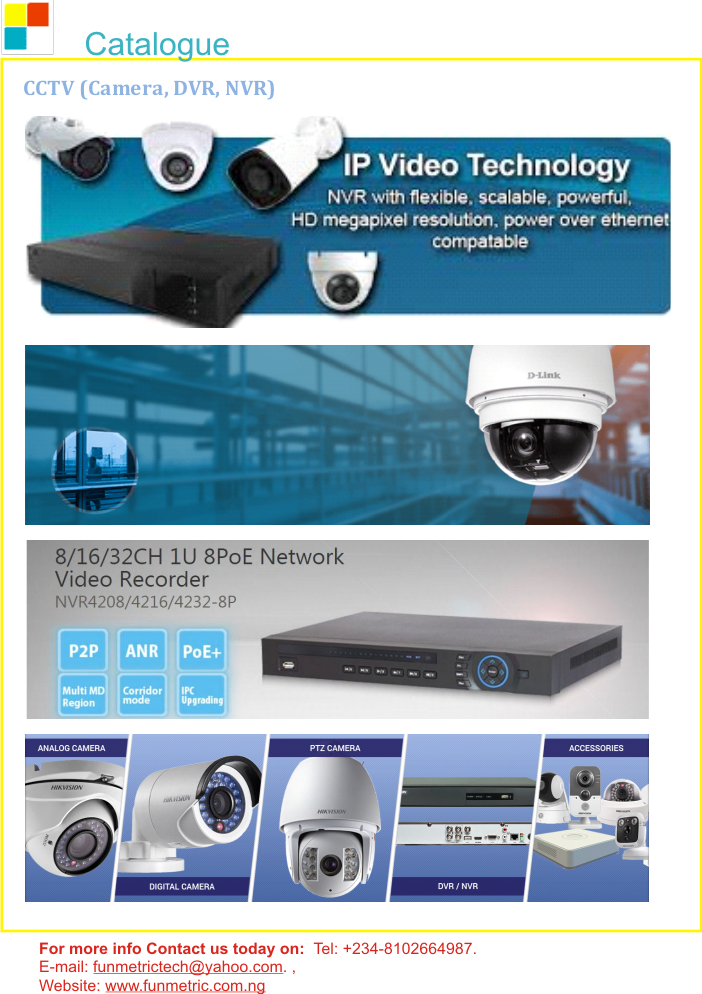 Catalogue
CCTV (Camera, DVR, NVR)
IP Video Technology
NVR with flexible, scalable, powerful,
HD megapixel resolution, power over ethernet
compatable
D-Link
8/16/32CH 1U 8PoE Network
Video Recorder
NVR4208/4216/4232-8P
P2P
ANR
PoE+
Multi MD
Region
Corridor
mode
IPC
Upgrading
ANALOG CAMERA
HIKVISION
HIKVISION
DIGITAL CAMERA
PTZ CAMERA
HIKVISION
DVR / NVR
ACCESSORIES
For more info Contact us today on: Tel: +234-8102664987.
E-mail: funmetrictech@yahoo.com. ,
Website: www.funmetric.com.ng